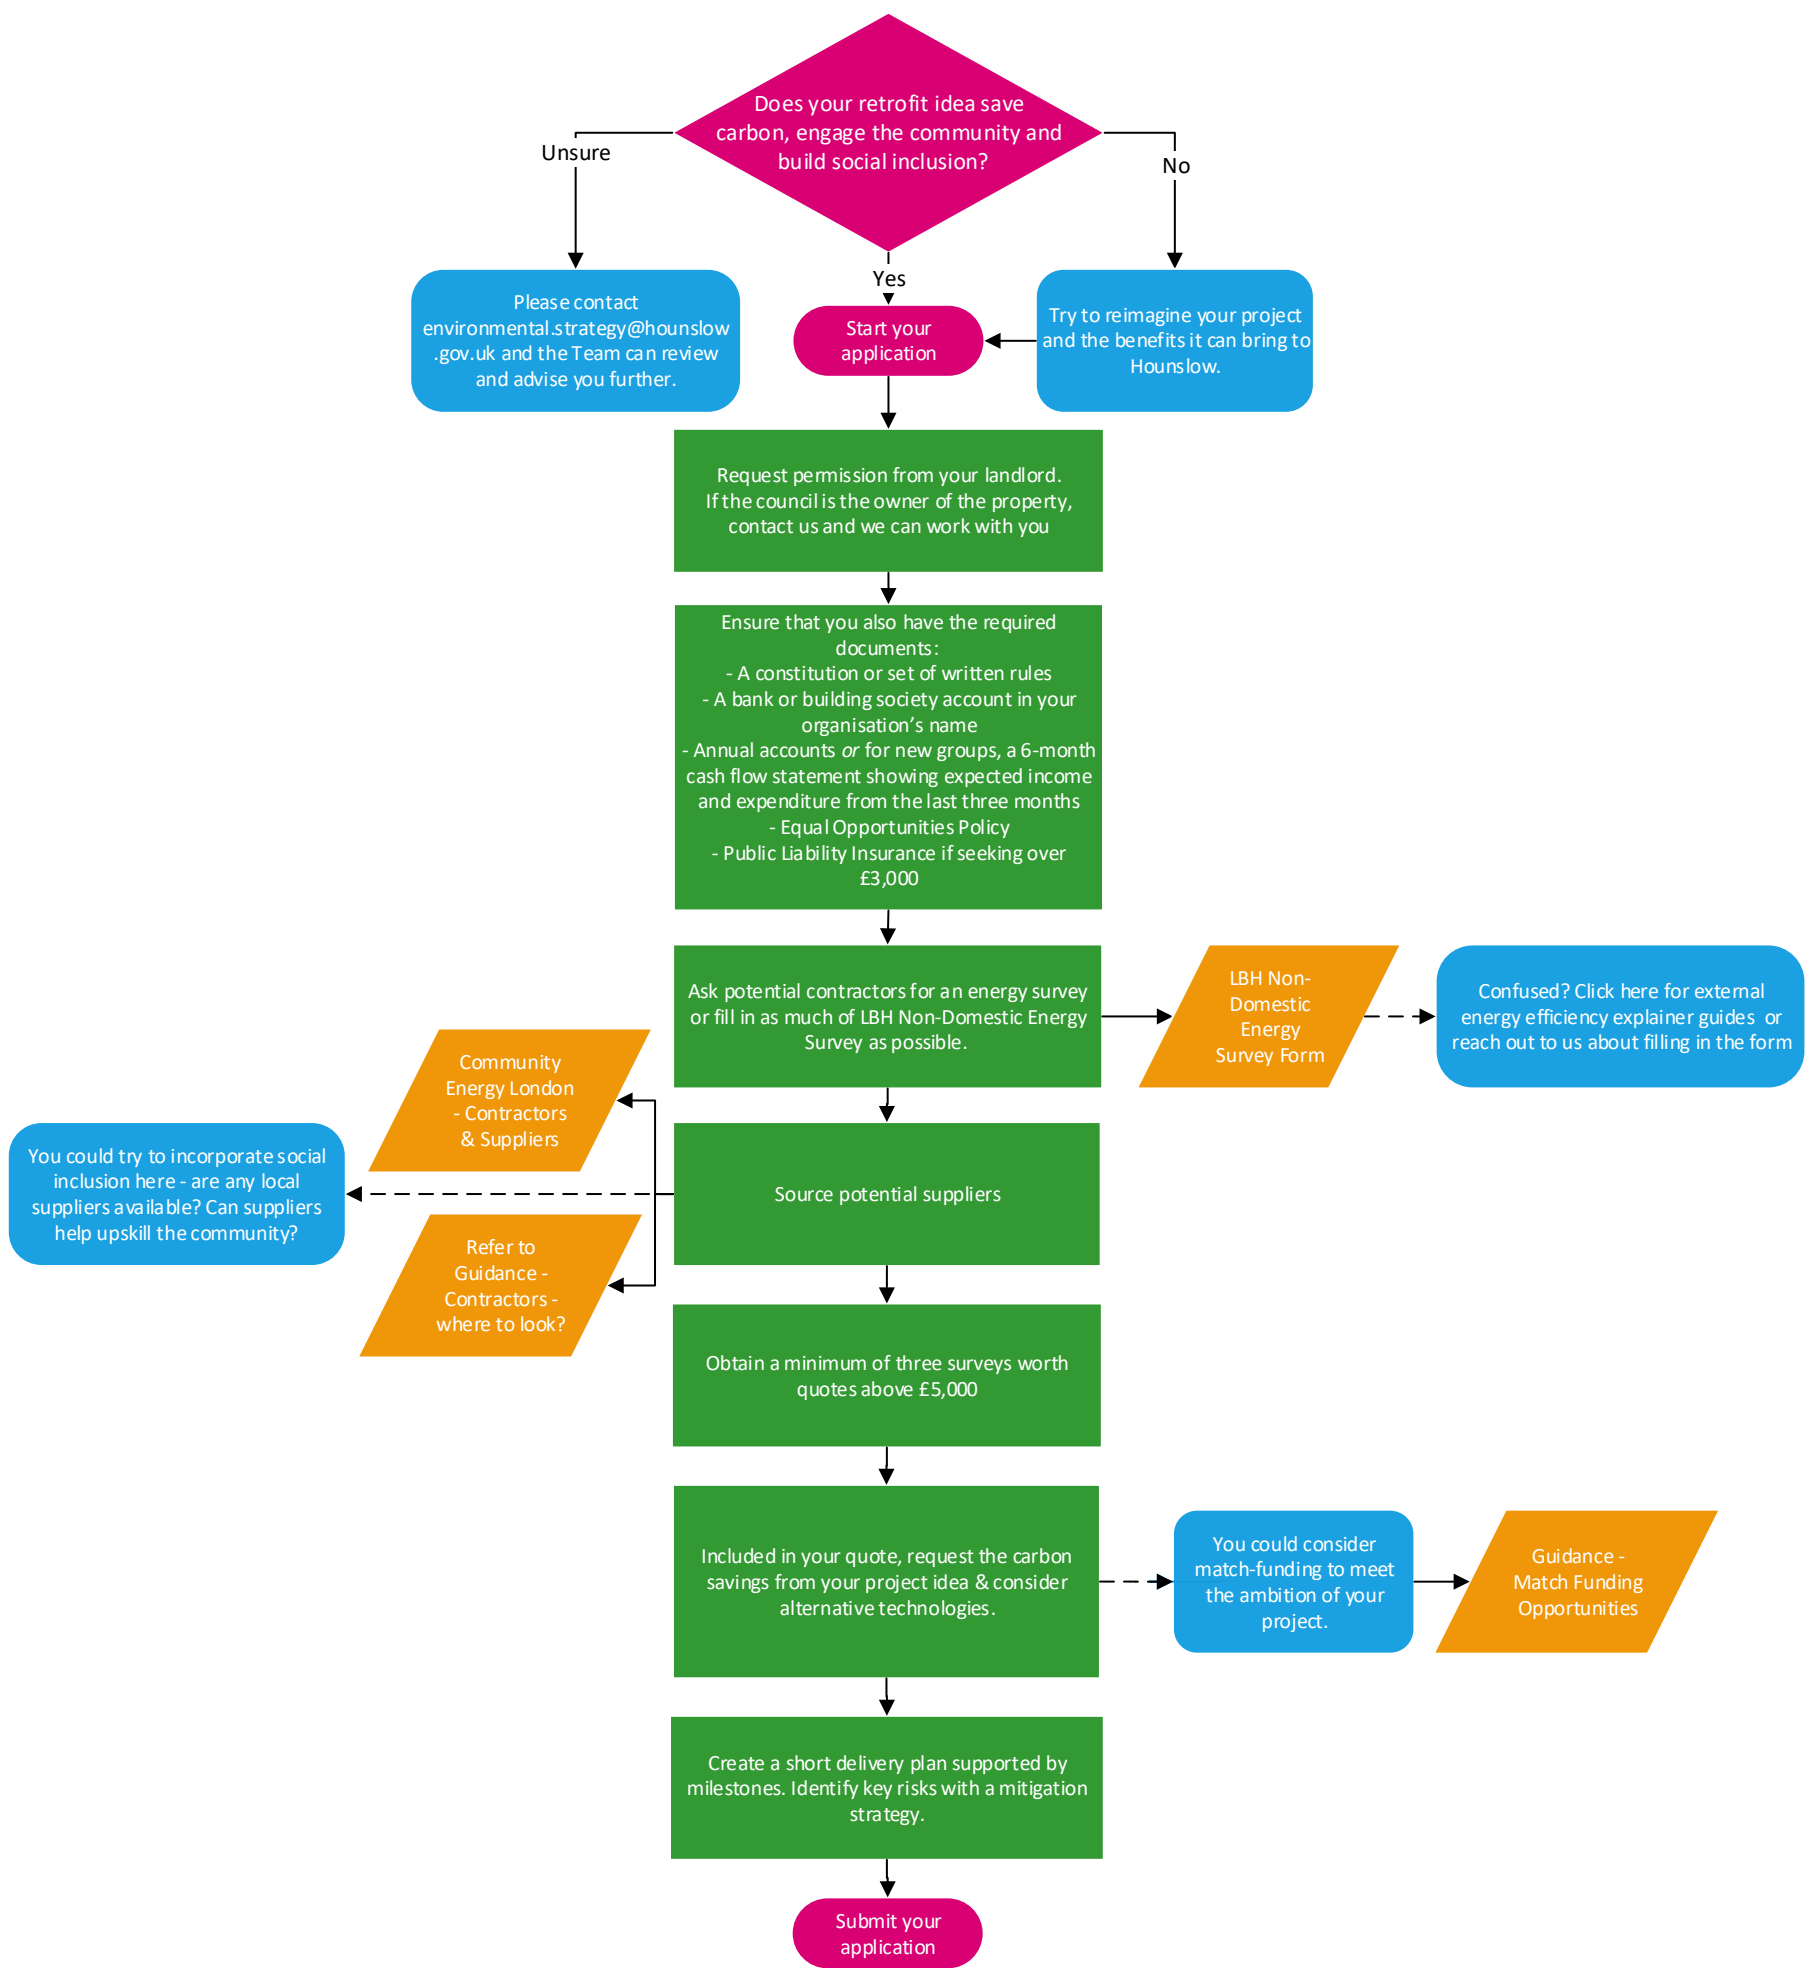 Does your retrofit idea save
carbon, engage the community and
build social inclusion?
Unsure
No
Yes
Please contact
environmental.strategy@hounslow
.gov.uk and the Team can review
and advise you further.
Start your
application
Try to reimagine your project
and the benefits it can bring to
Hounslow.
Request permission from your landlord.
If the council is the owner of the property,
contact us and we can work with you
Ensure that you also have the required
documents:
- A constitution or set of written rules
- A bank or building society account in your
organisation’s name
- Annual accounts or for new groups, a 6-month
cash flow statement showing expected income
and expenditure from the last three months
- Equal Opportunities Policy
- Public Liability Insurance if seeking over
£3,000
Ask potential contractors for an energy survey
or fill in as much of LBH Non-Domestic Energy
Survey as possible.
LBH Non-
Domestic
Energy
Survey Form
Confused? Click here for external
energy efficiency explainer guides or
reach out to us about filling in the form
Community
Energy London
- Contractors
& Suppliers
You could try to incorporate social
inclusion here - are any local
suppliers available? Can suppliers
help upskill the community?
Source potential suppliers
Refer to
Guidance -
Contractors -
where to look?
Obtain a minimum of three surveys worth
quotes above £5,000
Included in your quote, request the carbon
savings from your project idea & consider
alternative technologies.
You could consider
match-funding to meet
the ambition of your
project.
Guidance -
Match Funding
Opportunities
Create a short delivery plan supported by
milestones. Identify key risks with a mitigation
strategy.
Submit your
application